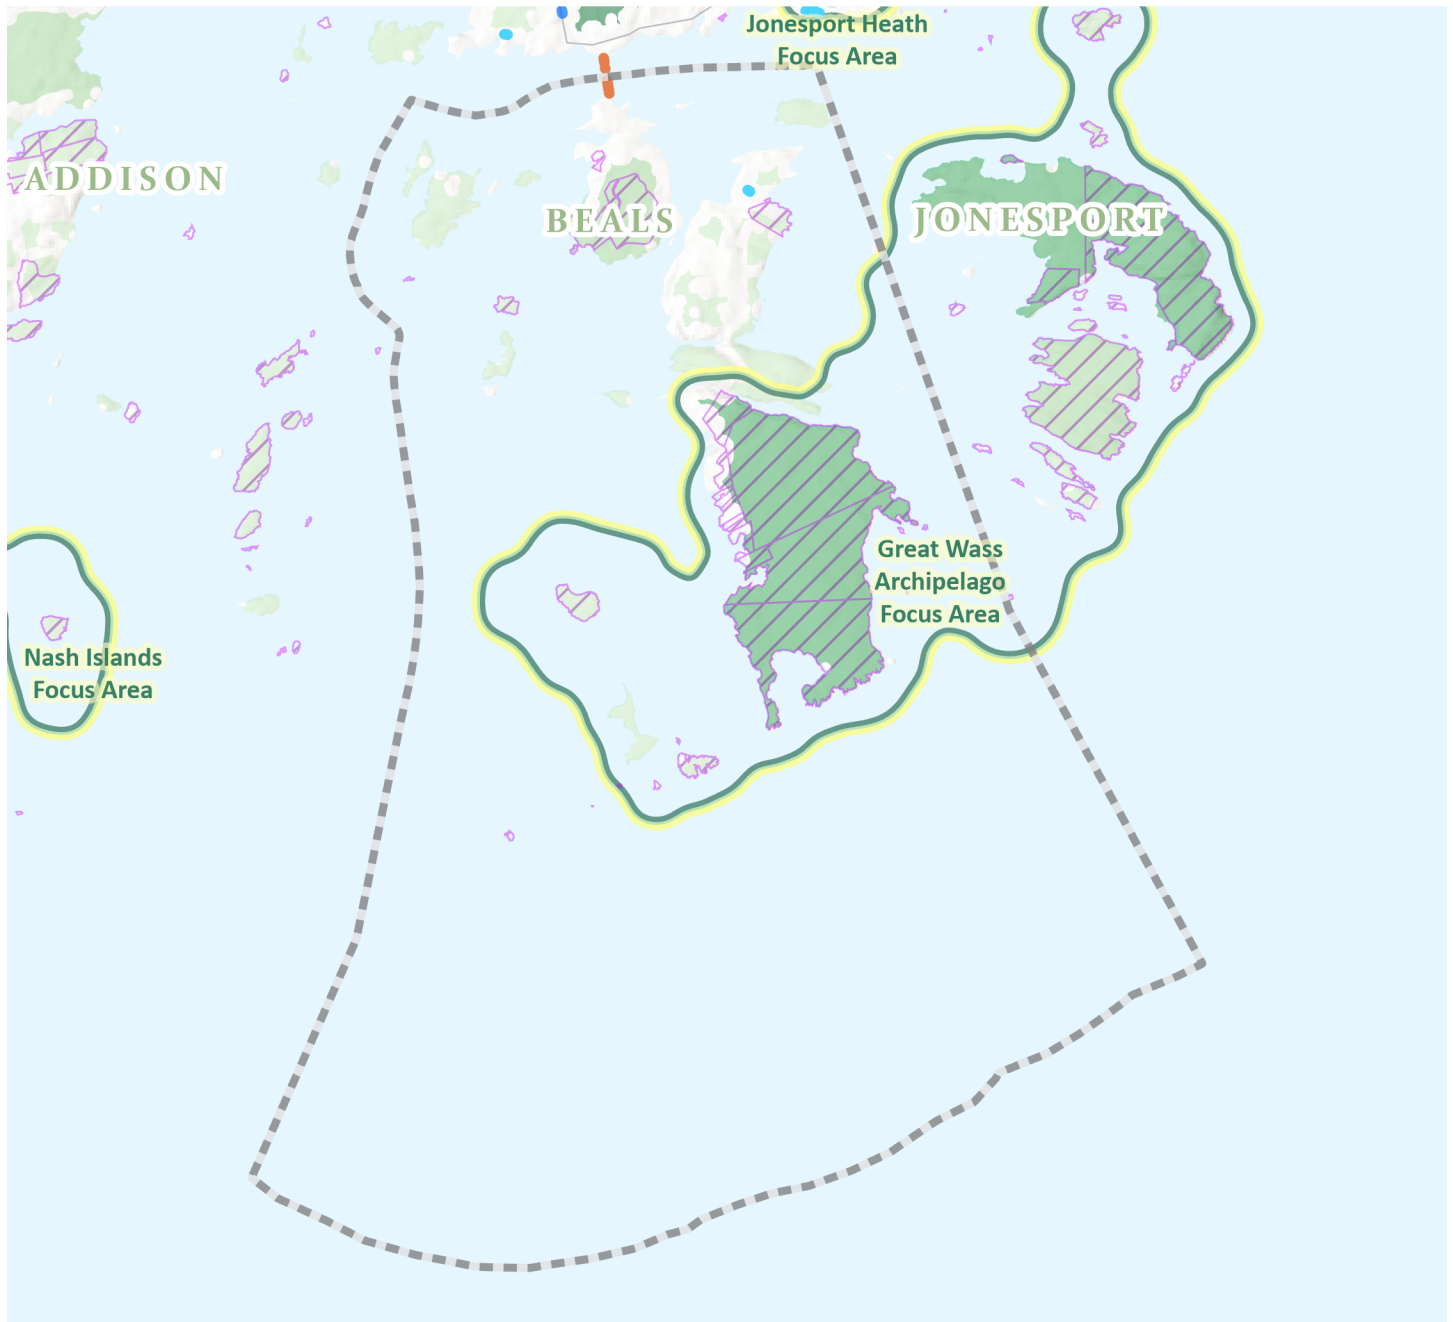 Jonesport Heath
Focus Area
ADDISON
BEALS
JONESPORT
Great Wass
Archipelago
Focus Area
Nash Islands
Focus Area